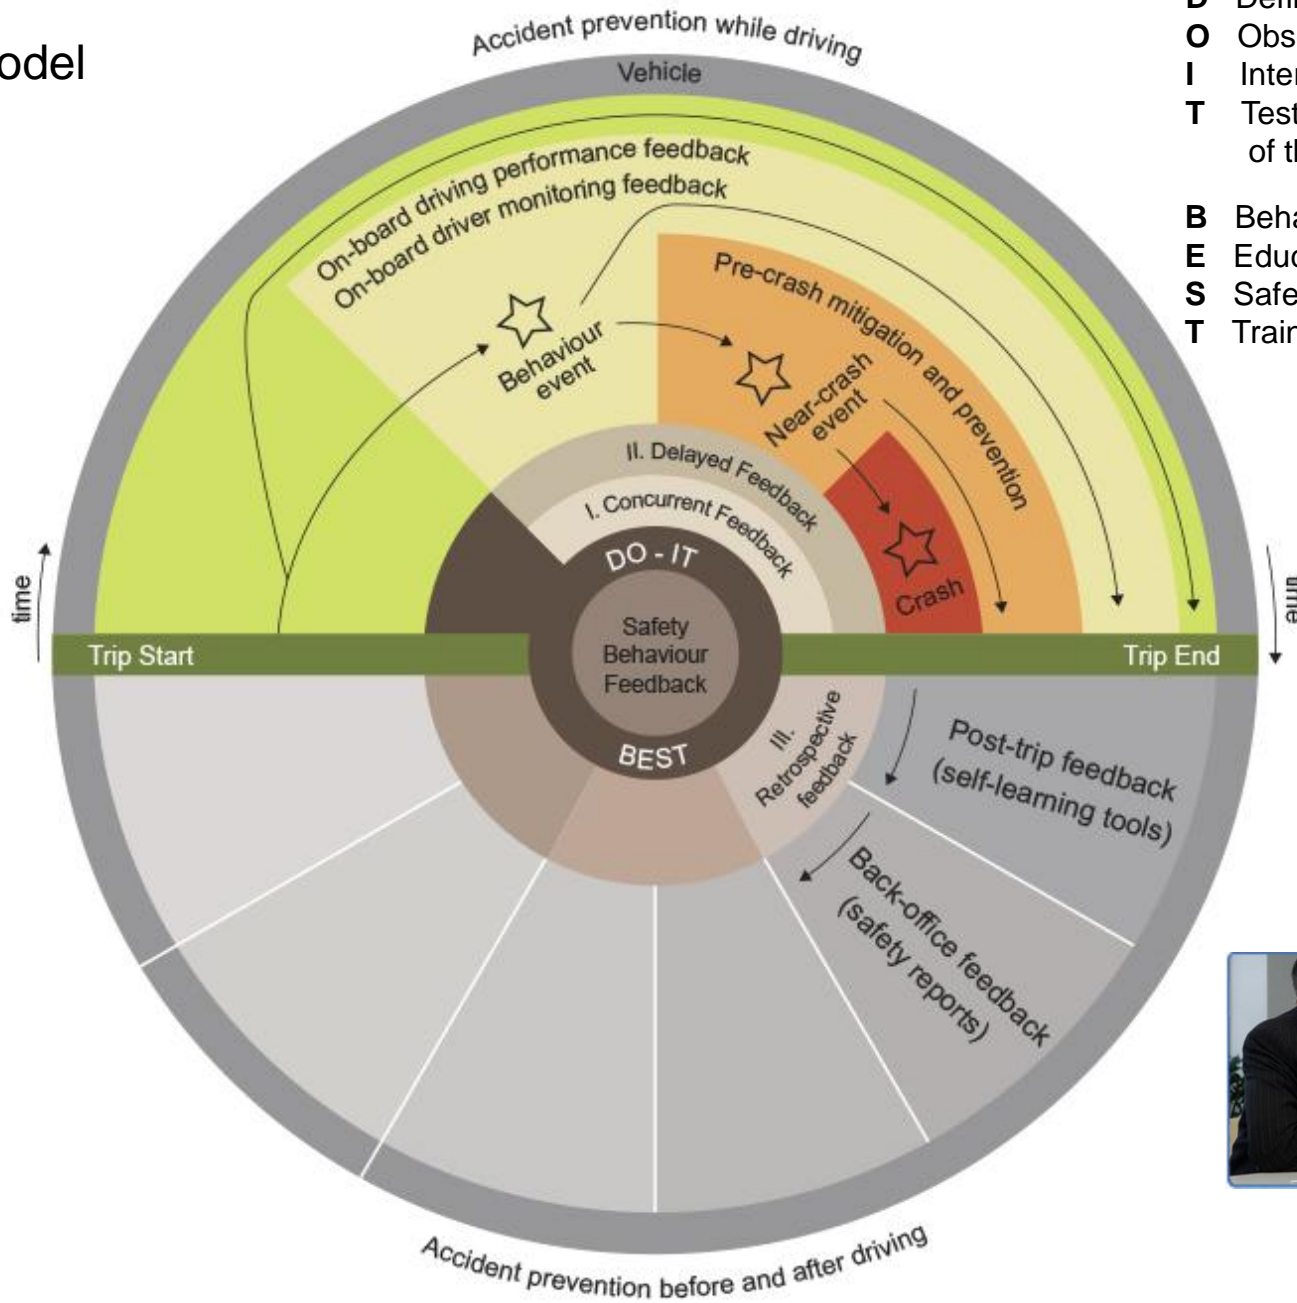 odel
Accident prevention while driving
Vehicle
On-board driving performance feedback
On-board driver monitoring feedback
Pre-crash mitigation and prevention
Behaviour
event
Near-crash
event
Crash
II. Delayed Feedback
I. Concurrent Feedback
DO - IT
Safety
Behaviour
Feedback
BEST
time
time
Trip Start
Trip End
III.
Retrospective
feedback
Post-trip feedback
(self-learning tools)
Back-office feedback
(safety reports)
Accident prevention before and after driving
D Defi
O Obs
I Inter
T Test
of th
B Beha
E Educ
S Safe
T Train